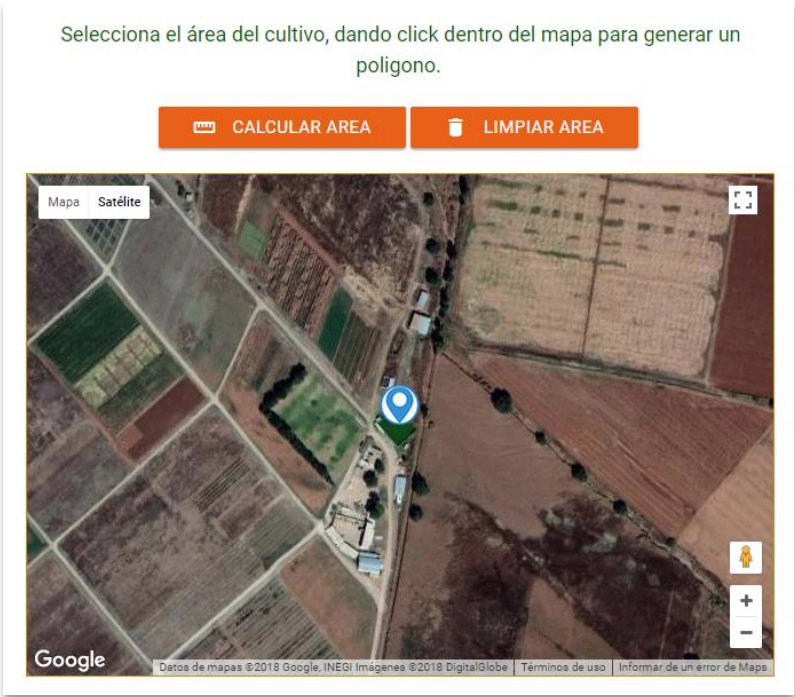 Selecciona el área del cultivo, dando click dentro del mapa para generar un
poligono.
CALCULAR AREA
LIMPIAR AREA
Mapa Satélite
Google
Datos de mapas ©2018 Google, INEGI Imágenes ©2018 DigitalGlobe
Términos de uso
Informar de un error de Maps